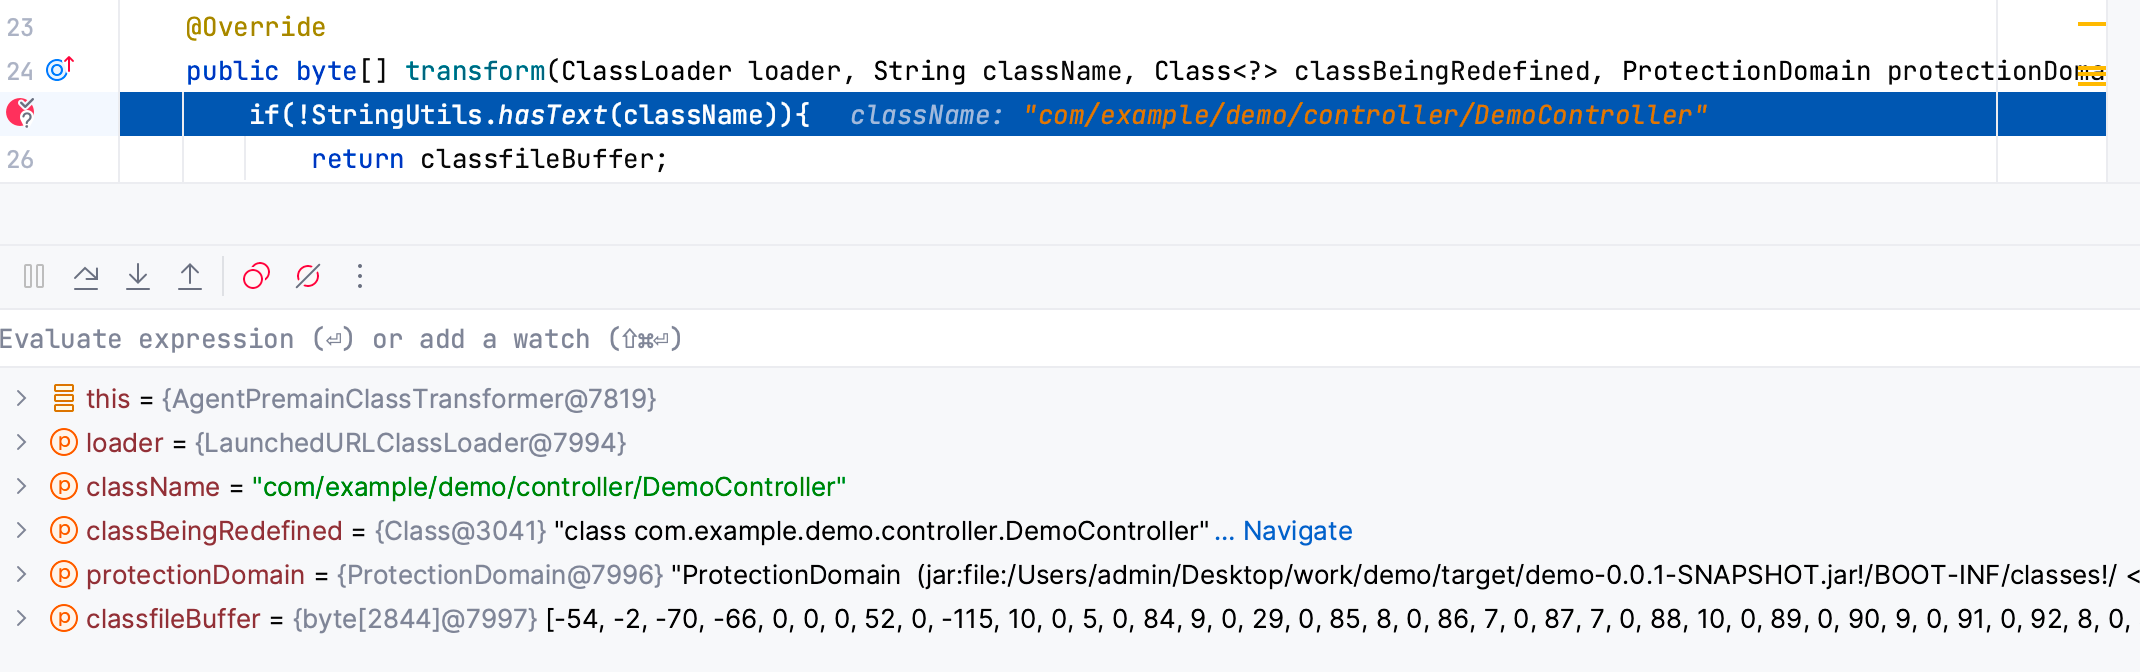 23 @Override
24 public byte[] transform(ClassLoader loader, String className, Class<?> classBeingRedefined, ProtectionDomain protectionDoma
if(!StringUtils.hasText(className)){ className: "com/example/demo/controller/DemoController"
26 return classfileBuffer;
Evaluate expression (⏎) or add a watch (⇧⌘⏎)
this = {AgentPremainClassTransformer@7819}
loader = {LaunchedURLClassLoader@7994}
className = "com/example/demo/controller/DemoController"
classBeingRedefined = {Class@3041} "class com.example.demo.controller.DemoController" ... Navigate
protectionDomain = {ProtectionDomain@7996} "ProtectionDomain (jar:file:/Users/admin/Desktop/work/demo/target/demo-0.0.1-SNAPSHOT.jar!/BOOT-INF/classes!/ <
classfileBuffer = {byte[2844]@7997} [-54, -2, -70, -66, 0, 0, 0, 52, 0, -115, 10, 0, 5, 0, 84, 9, 0, 29, 0, 85, 8, 0, 86, 7, 0, 87, 7, 0, 88, 10, 0, 89, 0, 90, 9, 0, 91, 0, 92, 8, 0,